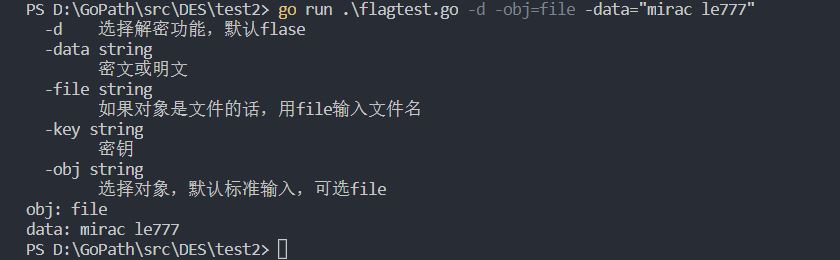 PS D:\GoPath\src\DES\test2> go run .\flagtest.go -d -obj=file -data="mirac le777"
-d 选择解密功能，默认flase
-data string
密文或明文
-file string
如果对象是文件的话，用file输入文件名
-key string
密钥
-obj string
选择对象，默认标准输入，可选file
obj: file
data: mirac le777
PS D:\GoPath\src\DES\test2>